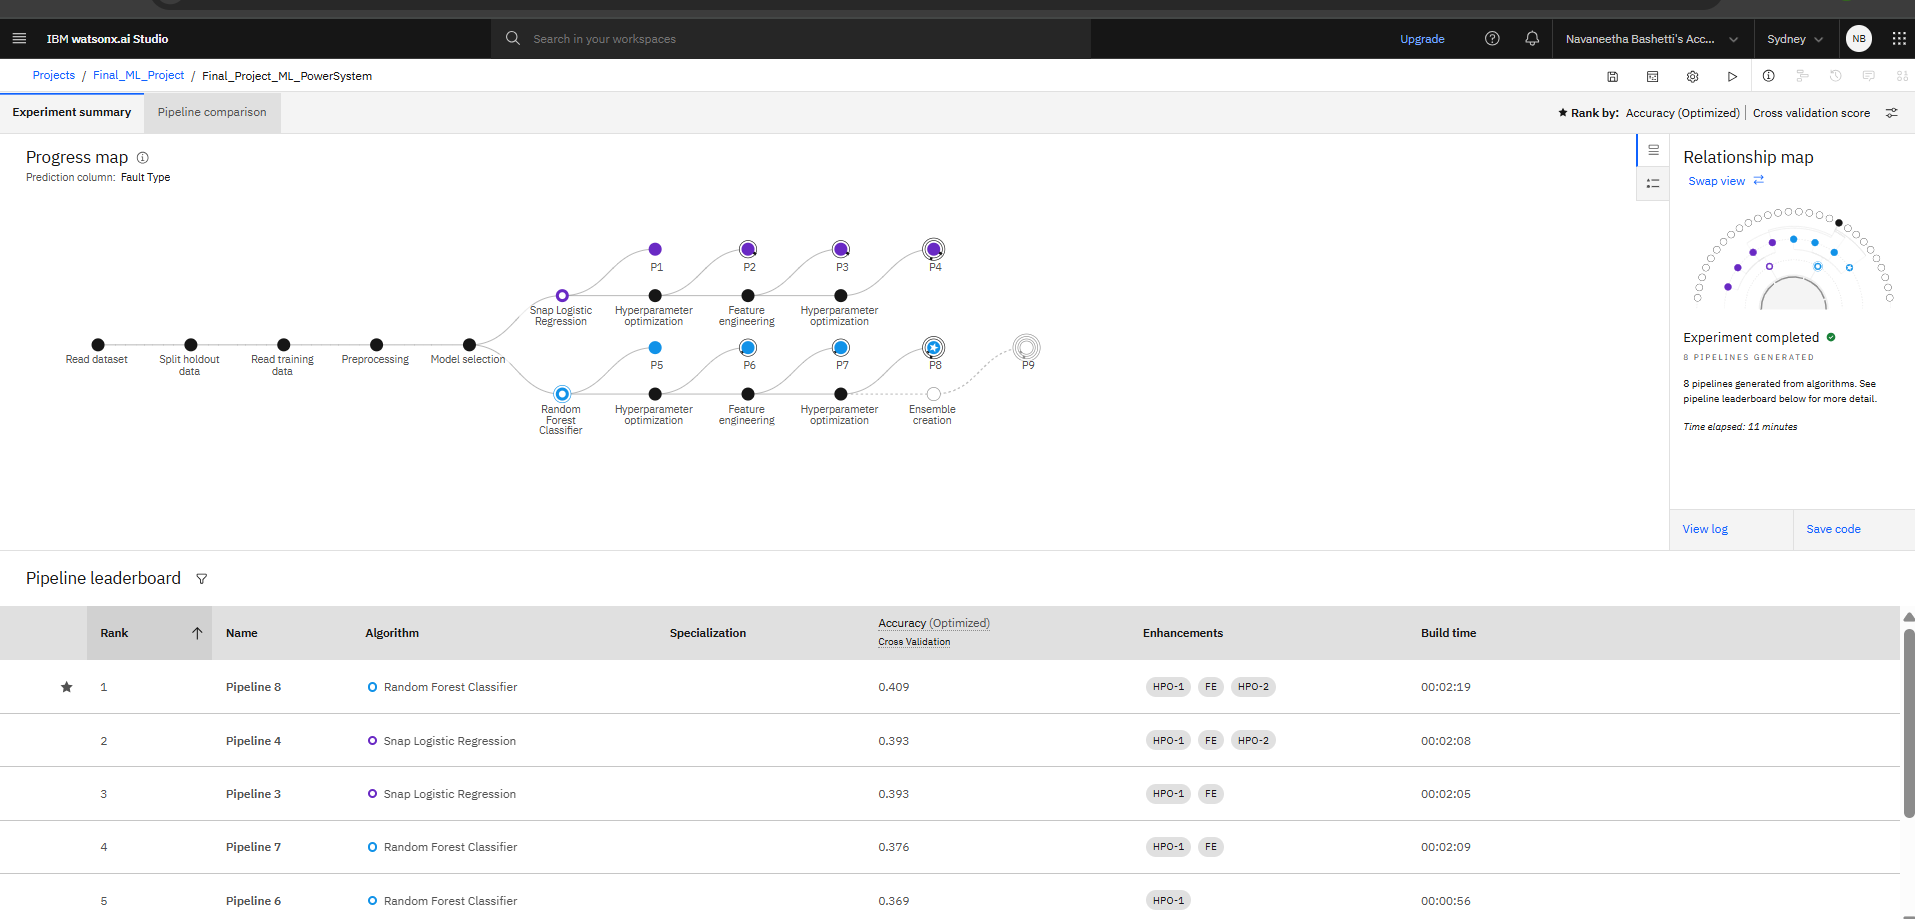 IBM watsonx.ai Studio
Search in your workspaces
Upgrade
Navaneetha Bashetti's Acc...
Sydney
NB
Projects / Final_ML_Project / Final_Project_ML_PowerSystem
Experiment summary
Pipeline comparison
Rank by: Accuracy (Optimized) | Cross validation score
Progress map
Prediction column: Fault Type
P1
P2
P3
P4
Snap Logistic
Regression
Hyperparameter
optimization
Feature
engineering
Hyperparameter
optimization
Read dataset
Split holdout
data
Read training
data
Preprocessing
Model selection
P5
P6
P7
P8
P9
Random
Forest
Classifier
Hyperparameter
optimization
Feature
engineering
Hyperparameter
optimization
Ensemble
creation
Relationship map
Swap view
Experiment completed
8 PIPELINES GENERATED
8 pipelines generated from algorithms. See
pipeline leaderboard below for more detail.
Time elapsed: 11 minutes
View log
Save code
Pipeline leaderboard
Rank Name Algorithm Specialization Accuracy (Optimized) Enhancements Build time
Cross Validation
1 Pipeline 8 Random Forest Classifier 0.409 HPO-1 FE HPO-2 00:02:19
2 Pipeline 4 Snap Logistic Regression 0.393 HPO-1 FE HPO-2 00:02:08
3 Pipeline 3 Snap Logistic Regression 0.393 HPO-1 FE 00:02:05
4 Pipeline 7 Random Forest Classifier 0.376 HPO-1 FE 00:02:09
5 Pipeline 6 Random Forest Classifier 0.369 HPO-1 00:00:56